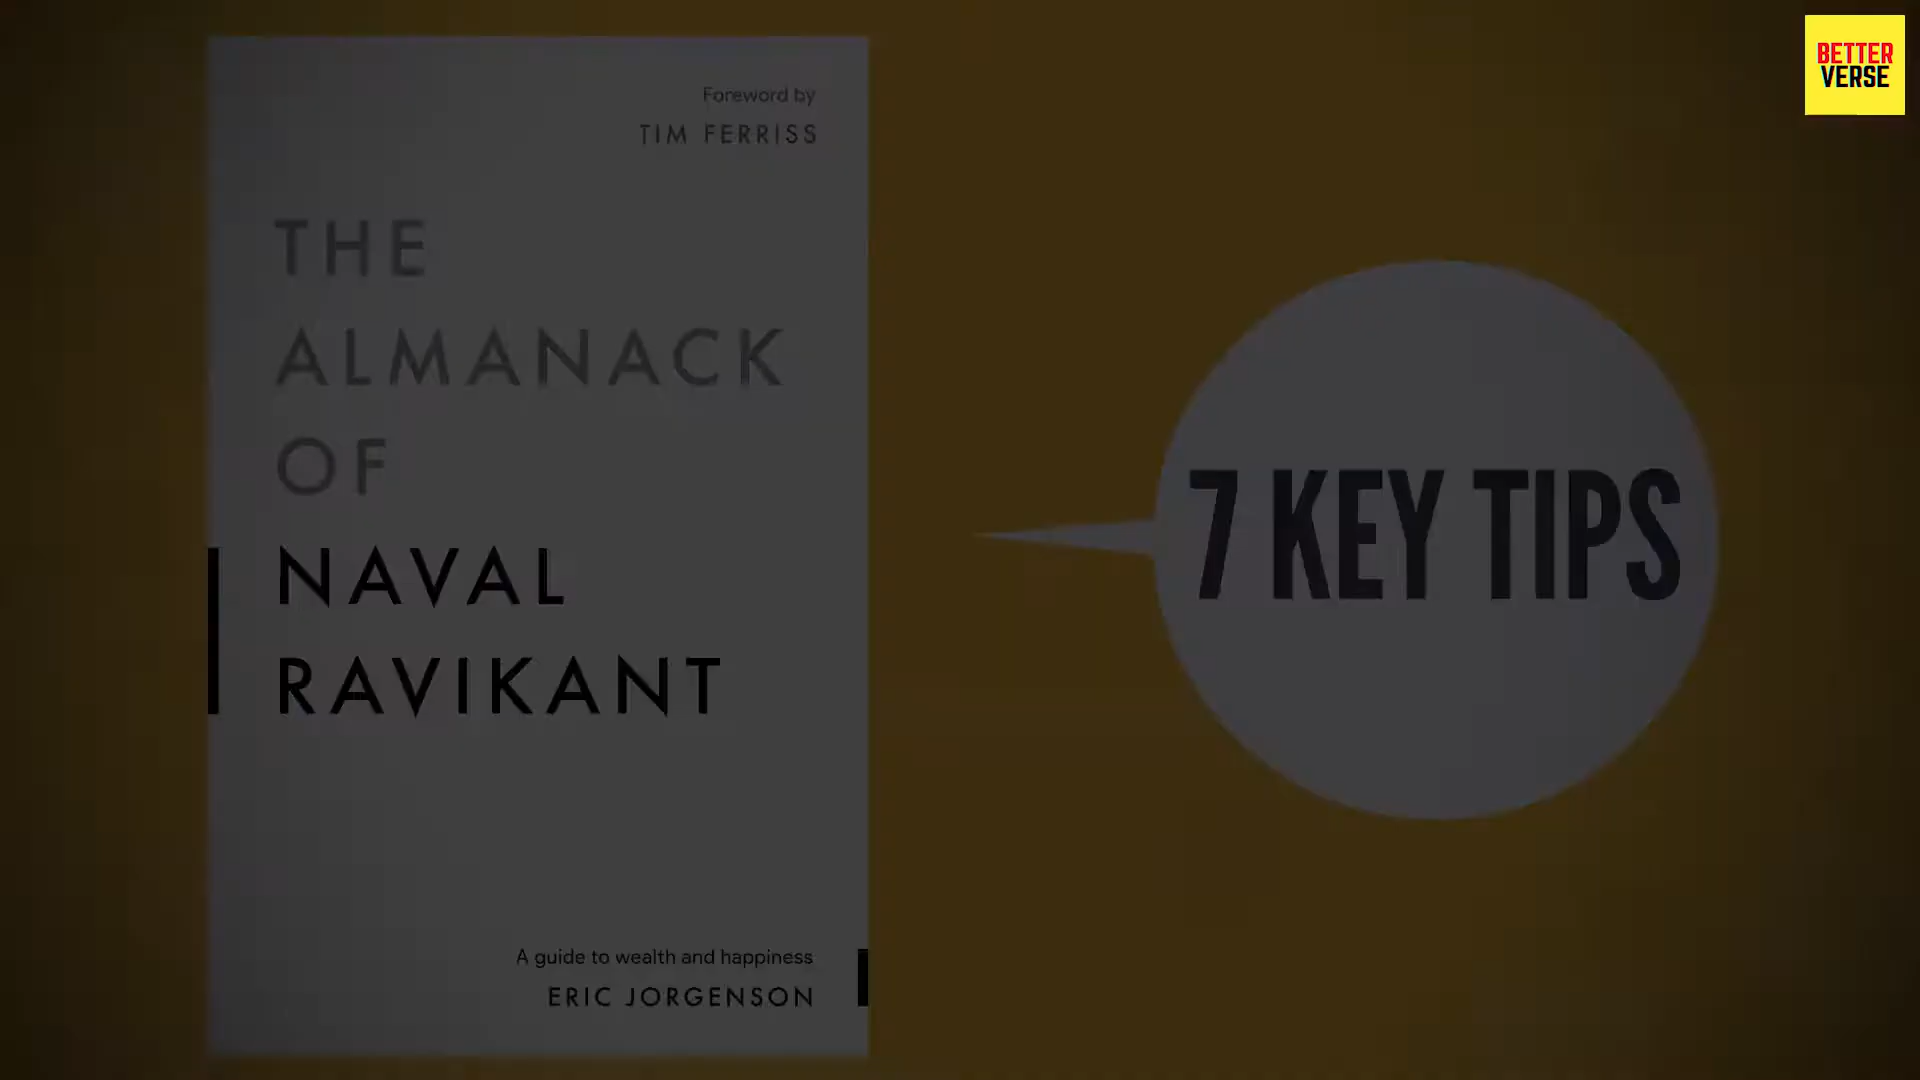 Foreword by
TIM FERRISS
THE
ALMANACK
OF
NAVAL
RAVIKANT
A guide to wealth and happiness
ERIC JORGENSON
7 KEY TIPS
BETTER
VERSE